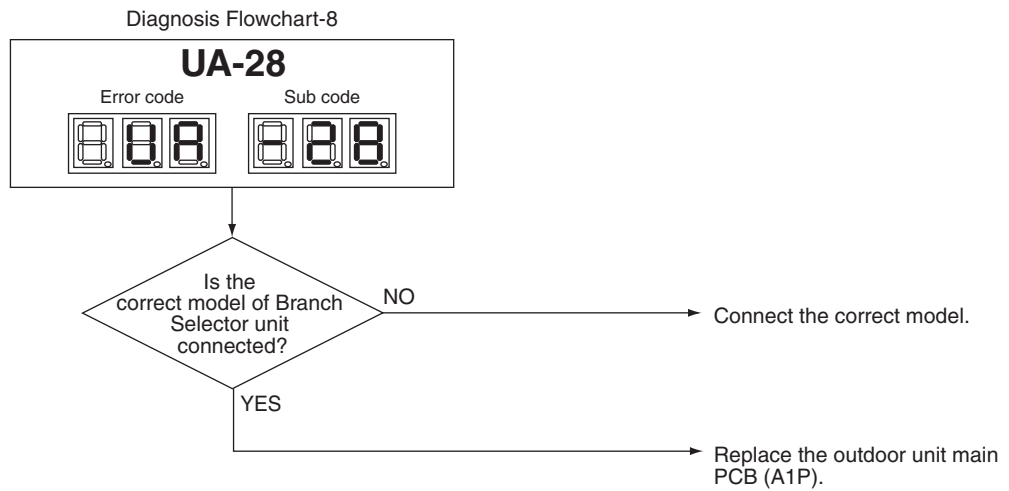 Diagnosis Flowchart-8
UA-28
Error code
Sub code
UA
-28
Is the
correct model of Branch
Selector unit
connected?
NO
Connect the correct model.
YES
Replace the outdoor unit main
PCB (A1P).